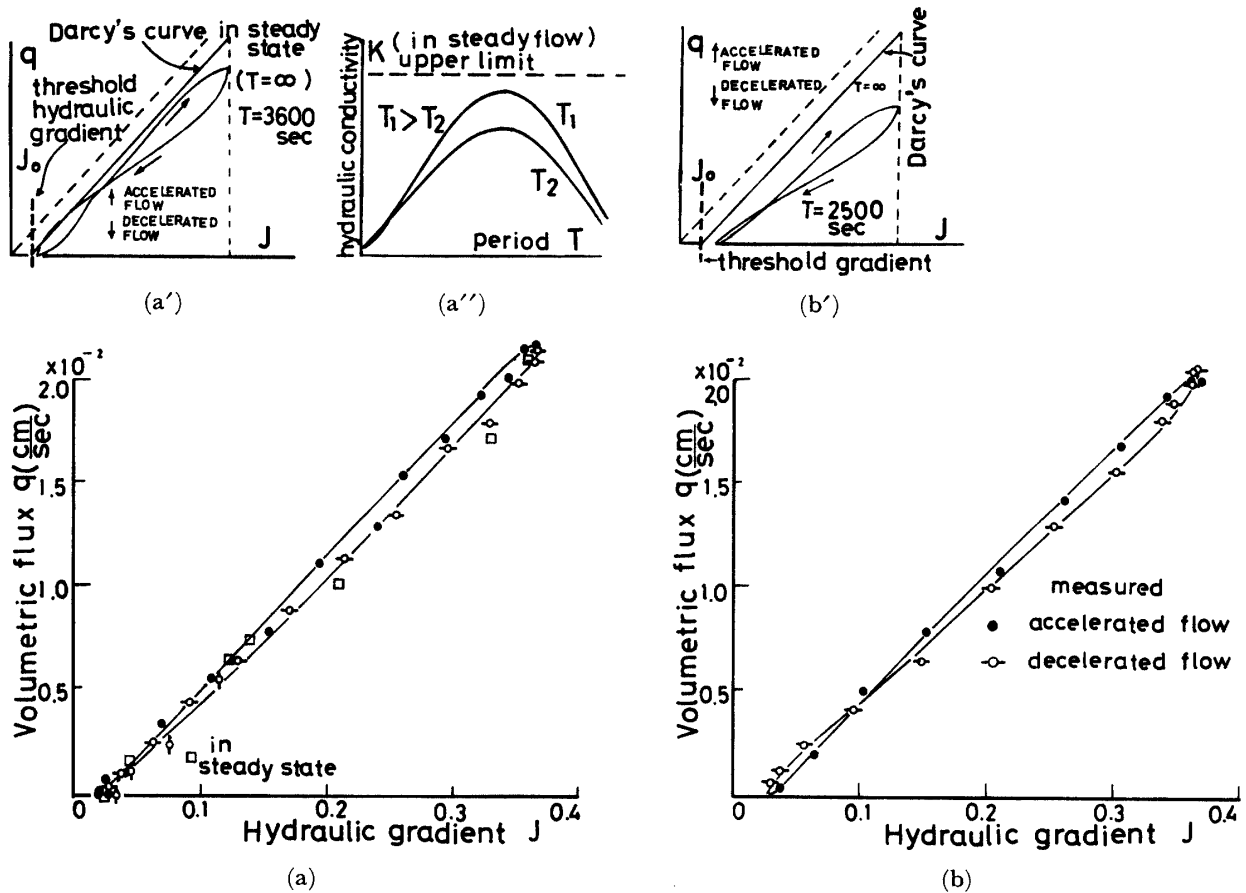 Darcy's curve in steady
state
q
threshold
hydraulic
gradient
J₀
(T=∞)
T=3600
sec
↑ ACCELERATED
FLOW
↓ DECELERATED
FLOW
J
(a′)
hydraulic conductivity
K (in steady flow)
upper limit
T₁>T₂
T₁
T₂
period T
(a′′)
q
↑ ACCELERATED
FLOW
↓ DECELERATED
FLOW
T=∞
Darcy's curve
J₀
T=2500
sec
J
threshold gradient
(b′)
×10⁻²
2.0
1.5
1.0
0.5
0
Volumetric flux q(cm/sec)
in
steady state
0.1
0.2
0.3
0.4
Hydraulic gradient J
(a)
×10⁻²
20
1.5
1.0
0.5
0
Volumetric flux q(cm/sec)
measured
● accelerated flow
-○- decelerated flow
0.1
0.2
0.3
0.4
Hydraulic gradient J
(b)